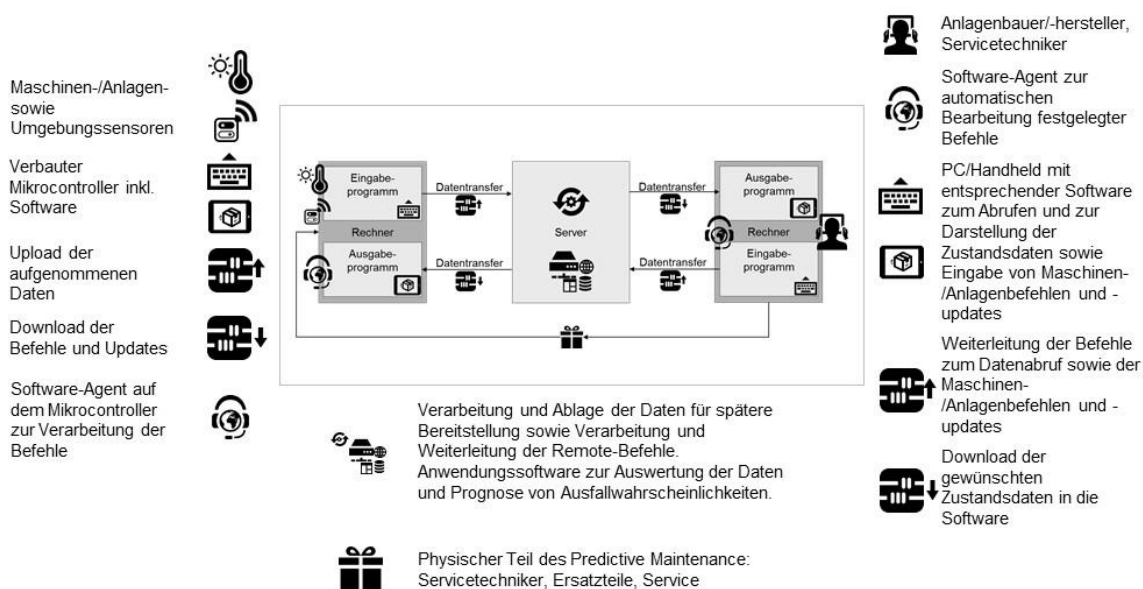 Maschinen-/Anlagen-
sowie
Umgebungssensoren
Verbauter
Mikrocontroller inkl.
Software
Upload der
aufgenommenen
Daten
Download der
Befehle und Updates
Software-Agent auf
dem Mikrocontroller
zur Verarbeitung der
Befehle
Eingabe-
programm
Rechner
Ausgabe-
programm
Datentransfer
Datentransfer
Server
Datentransfer
Datentransfer
Ausgabe-
programm
Rechner
Eingabe-
programm
Verarbeitung und Ablage der Daten für spätere
Bereitstellung sowie Verarbeitung und
Weiterleitung der Remote-Befehle.
Anwendungssoftware zur Auswertung der Daten
und Prognose von Ausfallwahrscheinlichkeiten.
Physischer Teil des Predictive Maintenance:
Servicetechniker, Ersatzteile, Service
Anlagenbauer/-hersteller,
Servicetechniker
Software-Agent zur
automatischen
Bearbeitung festgelegter
Befehle
PC/Handheld mit
entsprechender Software
zum Abrufen und zur
Darstellung der
Zustandsdaten sowie
Eingabe von Maschinen-
/Anlagenbefehlen und -
updates
Weiterleitung der Befehle
zum Datenabruf sowie der
Maschinen-
/Anlagenbefehlen und -
updates
Download der
gewünschten
Zustandsdaten in die
Software